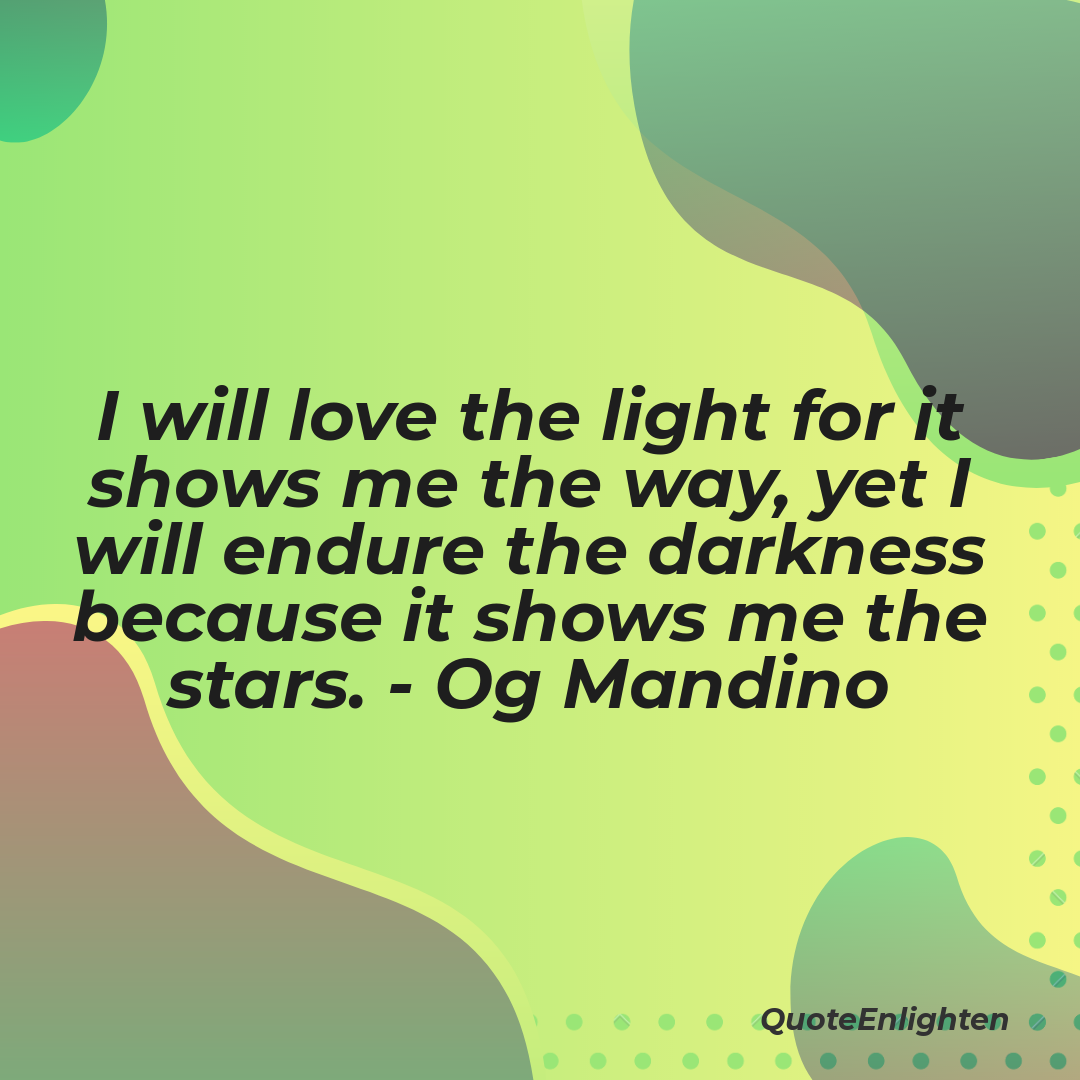 I will love the light for it
shows me the way, yet I
will endure the darkness
because it shows me the
stars. - Og Mandino
QuoteEnlighten